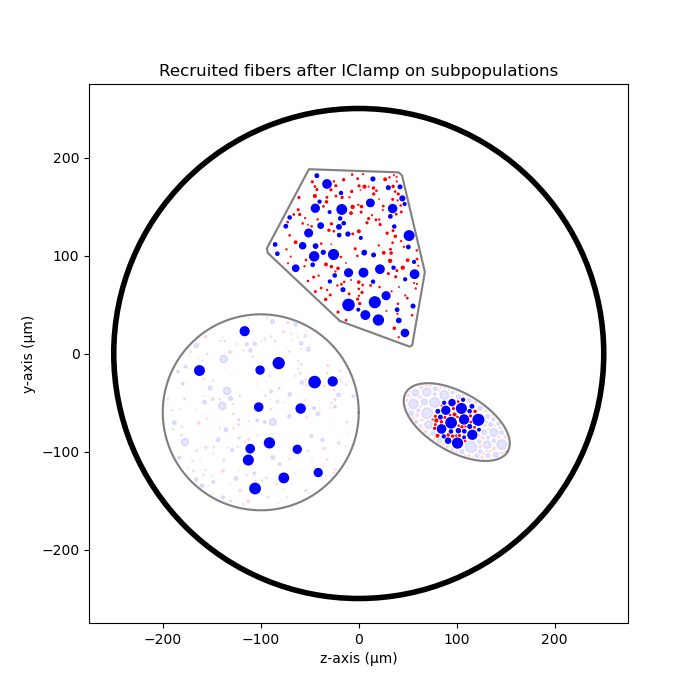 Recruited fibers after IClamp on subpopulations
y-axis (μm)
200
100
0
−100
−200
−200 −100 0 100 200
z-axis (μm)